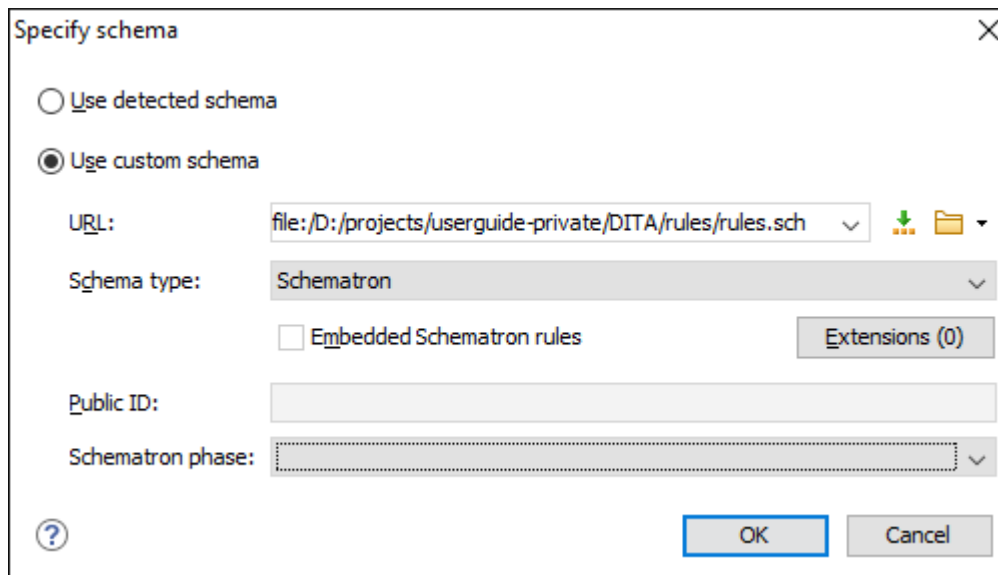 Specify schema
Use detected schema
Use custom schema
URL: file:/D:/projects/userguide-private/DITA/rules/rules.sch
Schema type: Schematron
Embedded Schematron rules Extensions (0)
Public ID:
Schematron phase:
? OK Cancel